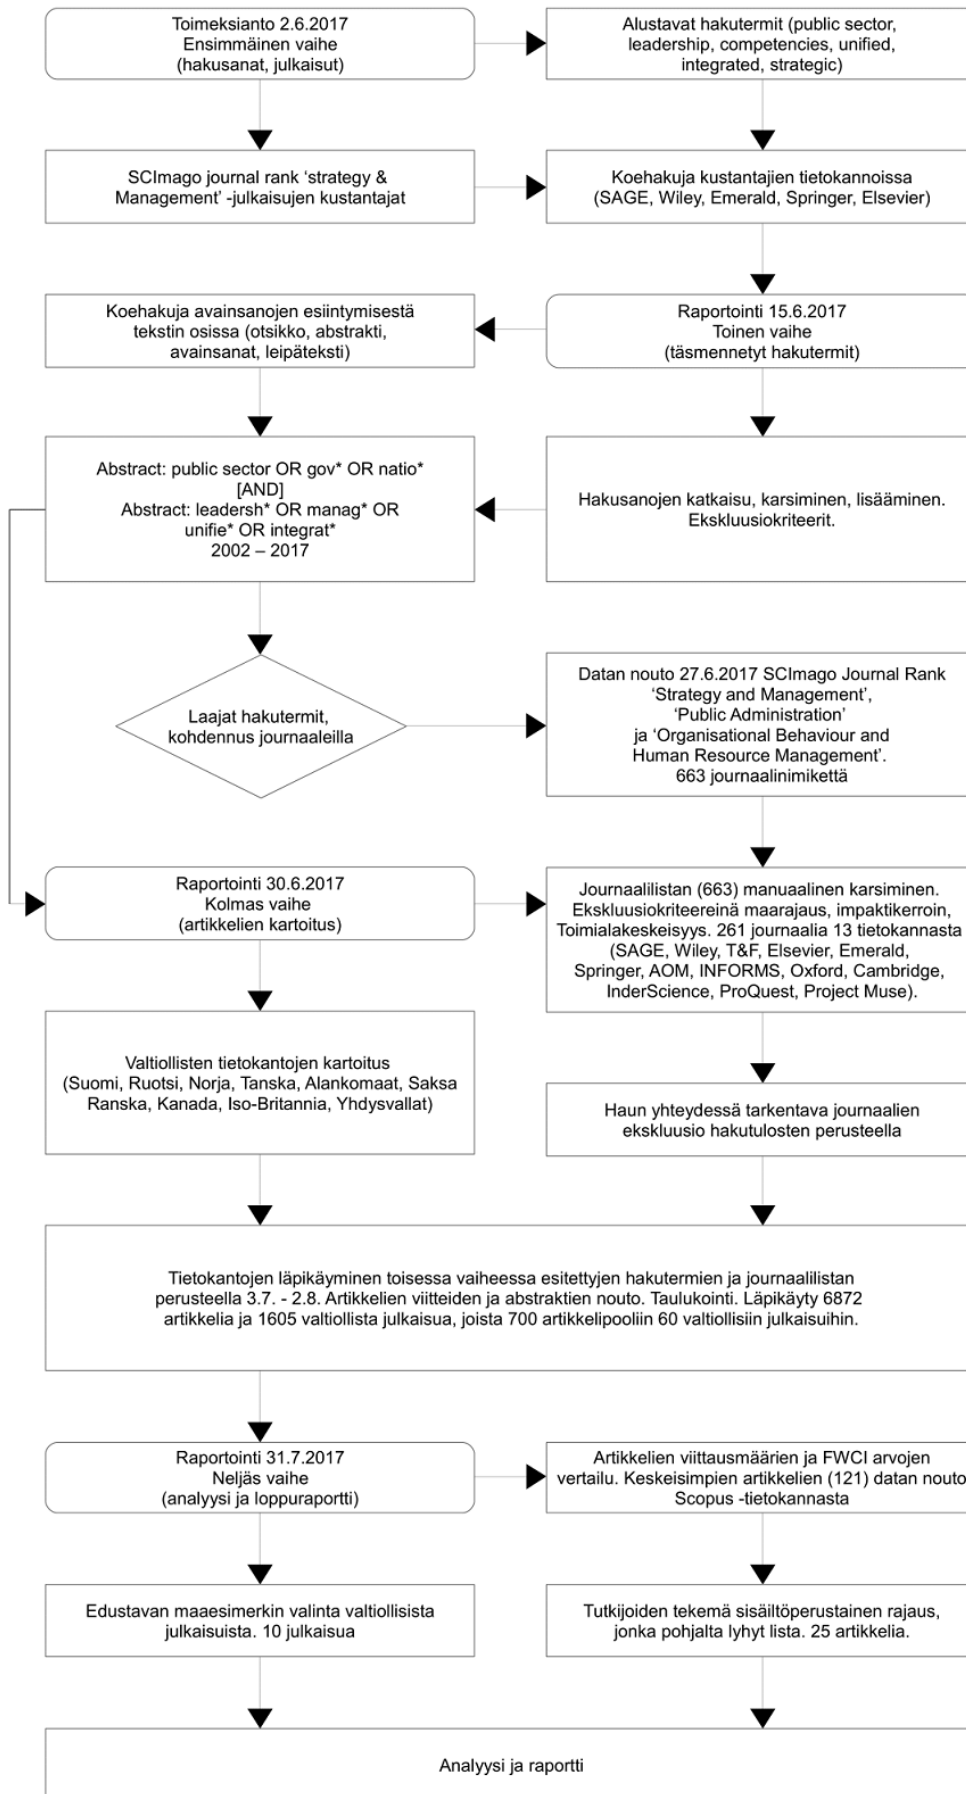 Toimeksianto 2.6.2017
Ensimmäinen vaihe
(hakusanat, julkaisut)
Alustavat hakutermit (public sector,
leadership, competencies, unified,
integrated, strategic)
SCImago journal rank ‘strategy &
Management’ -julkaisujen kustantajat
Koehakuja kustantajien tietokannoissa
(SAGE, Wiley, Emerald, Springer, Elsevier)
Koehakuja avainsanojen esiintymisestä
tekstin osissa (otsikko, abstrakti,
avainsanat, leipäteksti)
Raportointi 15.6.2017
Toinen vaihe
(täsmennetyt hakutermit)
Abstract: public sector OR gov* OR natio*
[AND]
Abstract: leadersh* OR manag* OR
unifie* OR integrat*
2002 – 2017
Hakusanojen katkaisu, karsiminen, lisääminen.
Ekskluusiokriteerit.
Laajat hakutermit,
kohdennus journaaleilla
Datan nouto 27.6.2017 SCImago Journal Rank
‘Strategy and Management’,
‘Public Administration’
ja ‘Organisational Behaviour and
Human Resource Management’.
663 journaalinimikettä
Raportointi 30.6.2017
Kolmas vaihe
(artikkelien kartoitus)
Journaalilistan (663) manuaalinen karsiminen.
Ekskluusiokriteereinä maarajaus, impaktikerroin,
Toimialakeskeisyys. 261 journaalia 13 tietokannasta
(SAGE, Wiley, T&F, Elsevier, Emerald,
Springer, AOM, INFORMS, Oxford, Cambridge,
InderScience, ProQuest, Project Muse).
Valtiollisten tietokantojen kartoitus
(Suomi, Ruotsi, Norja, Tanska, Alankomaat, Saksa
Ranska, Kanada, Iso-Britannia, Yhdysvallat)
Haun yhteydessä tarkentava journaalien
ekskluusio hakutulosten perusteella
Tietokantojen läpikäyminen toisessa vaiheessa esitettyjen hakutermien ja journaalilistan
perusteella 3.7. - 2.8. Artikkelien viitteiden ja abstraktien nouto. Taulukointi. Läpikäyty 6872
artikkelia ja 1605 valtiollista julkaisua, joista 700 artikkelipooliin 60 valtiollisiin julkaisuihin.
Raportointi 31.7.2017
Neljäs vaihe
(analyysi ja loppuraportti)
Artikkelien viittausmäärien ja FWCI arvojen
vertailu. Keskeisimpien artikkelien (121) datan nouto
Scopus -tietokannasta
Edustavan maaesimerkin valinta valtiollisista
julkaisuista. 10 julkaisua
Tutkijoiden tekemä sisäiltöperustainen rajaus,
jonka pohjalta lyhyt lista. 25 artikkelia.
Analyysi ja raportti